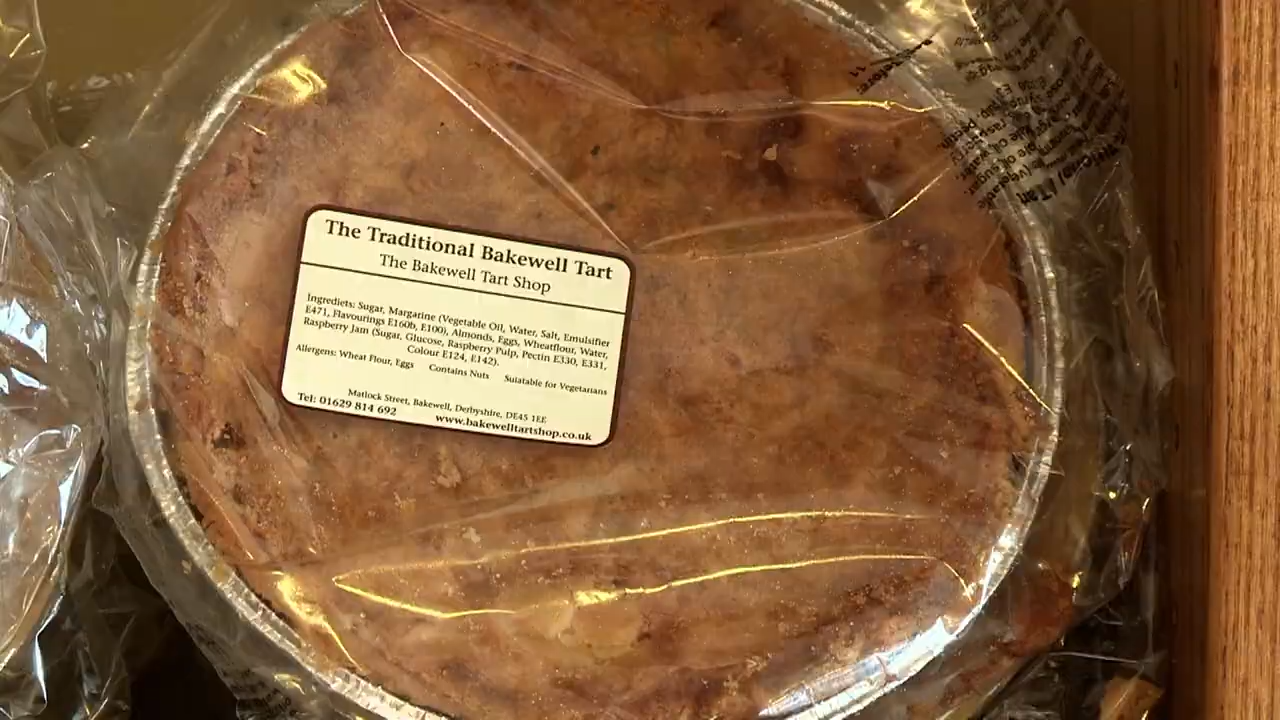 The Traditional Bakewell Tart
The Bakewell Tart Shop
Ingrediets: Sugar, Margarine (Vegetable Oil, Water, Salt, Emulsifier
E471, Flavourings E160b, E100), Almonds, Eggs, Wheatflour, Water,
Raspberry Jam (Sugar, Glucose, Raspberry Pulp, Pectin E330, E331,
Colour E124, E142).
Allergens: Wheat Flour, Eggs Contains Nuts Suiatable for Vegetarians
Matlock Street, Bakewell, Derbyshire, DE45 1EE
Tel: 01629 814 692 www.bakewelltartshop.co.uk